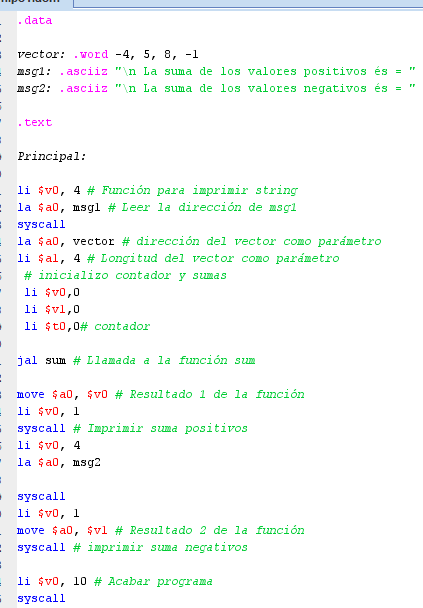 .data
vector: .word -4, 5, 8, -1
msg1: .asciiz "\n La suma de los valores positivos és = "
msg2: .asciiz "\n La suma de los valores negativos és = "
.text
Principal:
li $v0, 4 # Función para imprimir string
la $a0, msg1 # Leer la dirección de msg1
syscall
la $a0, vector # dirección del vector como parámetro
li $a1, 4 # Longitud del vector como parámetro
# inicializo contador y sumas
li $v0,0
li $v1,0
li $t0,0# contador
jal sum # Llamada a la función sum
move $a0, $v0 # Resultado 1 de la función
li $v0, 1
syscall # Imprimir suma positivos
li $v0, 4
la $a0, msg2
syscall
li $v0, 1
move $a0, $v1 # Resultado 2 de la función
syscall # imprimir suma negativos
li $v0, 10 # Acabar programa
syscall